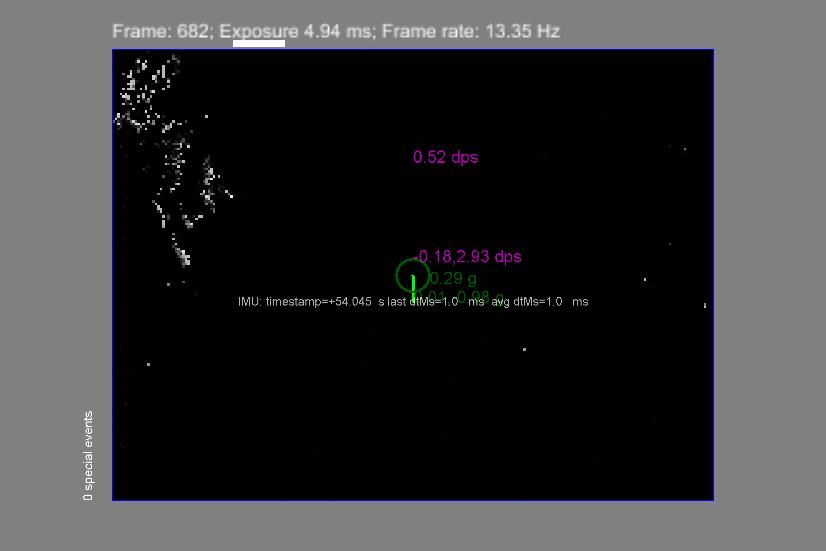 Frame: 682; Exposure 4.94 ms; Frame rate: 13.35 Hz
0.52 dps
-0.18,2.93 dps
0.29 g
0.98 g
IMU: timestamp=+54.045 s last dtMs=1.0 ms avg dtMs=1.0 ms
0 special events